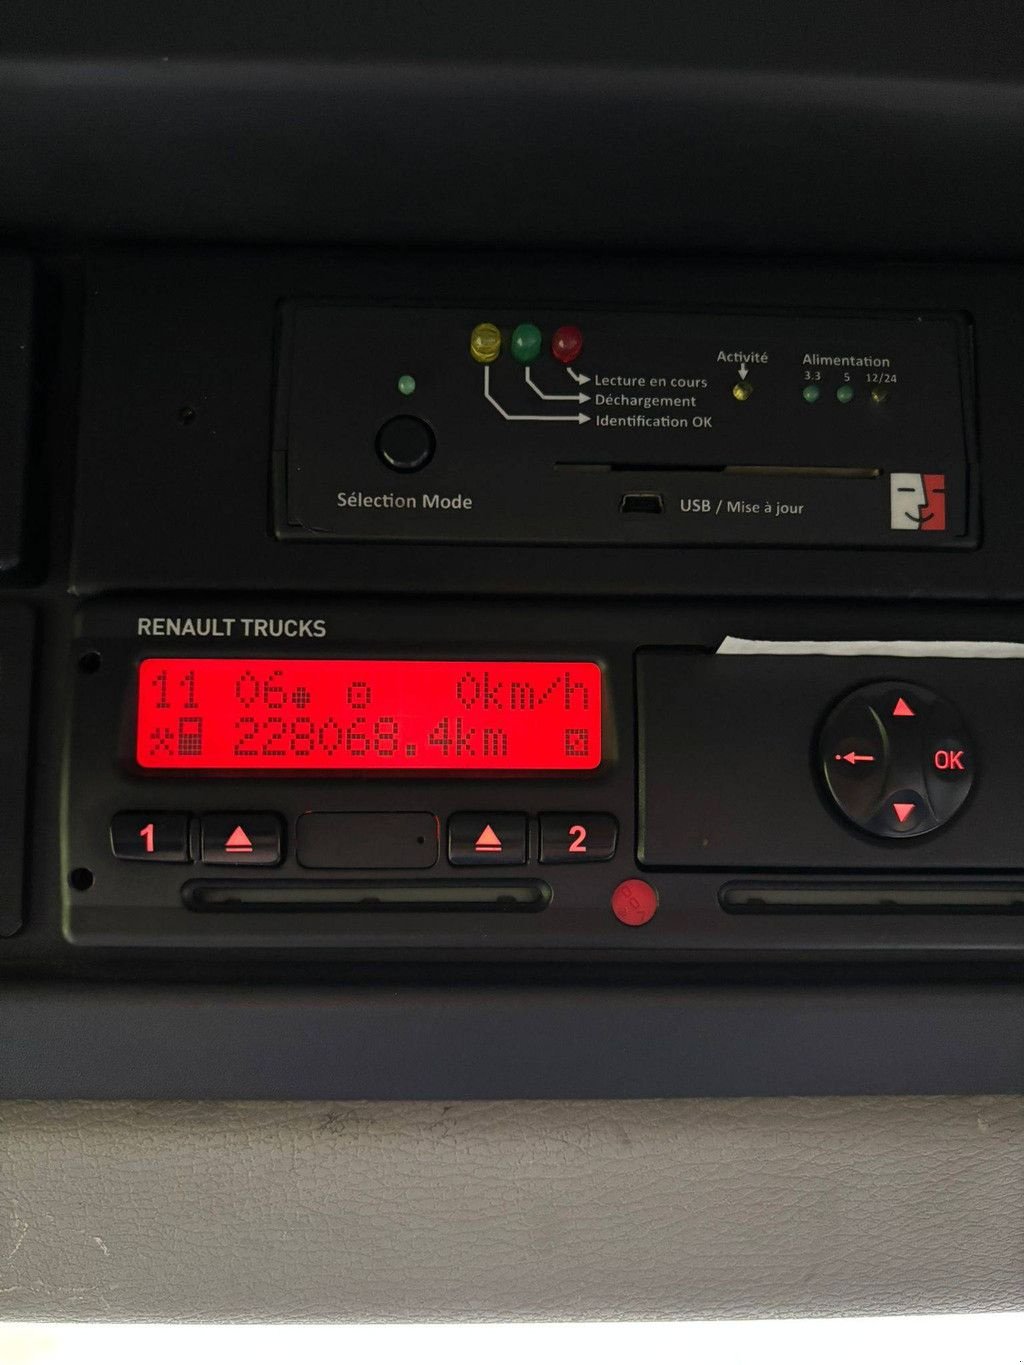 Lecture en cours
Déchargement
Identification OK
Activité
Alimentation
3.3 5 12/24
Sélection Mode
USB / Mise à jour
RENAULT TRUCKS
11 06 0km/h
228068.4km
OK
1
2